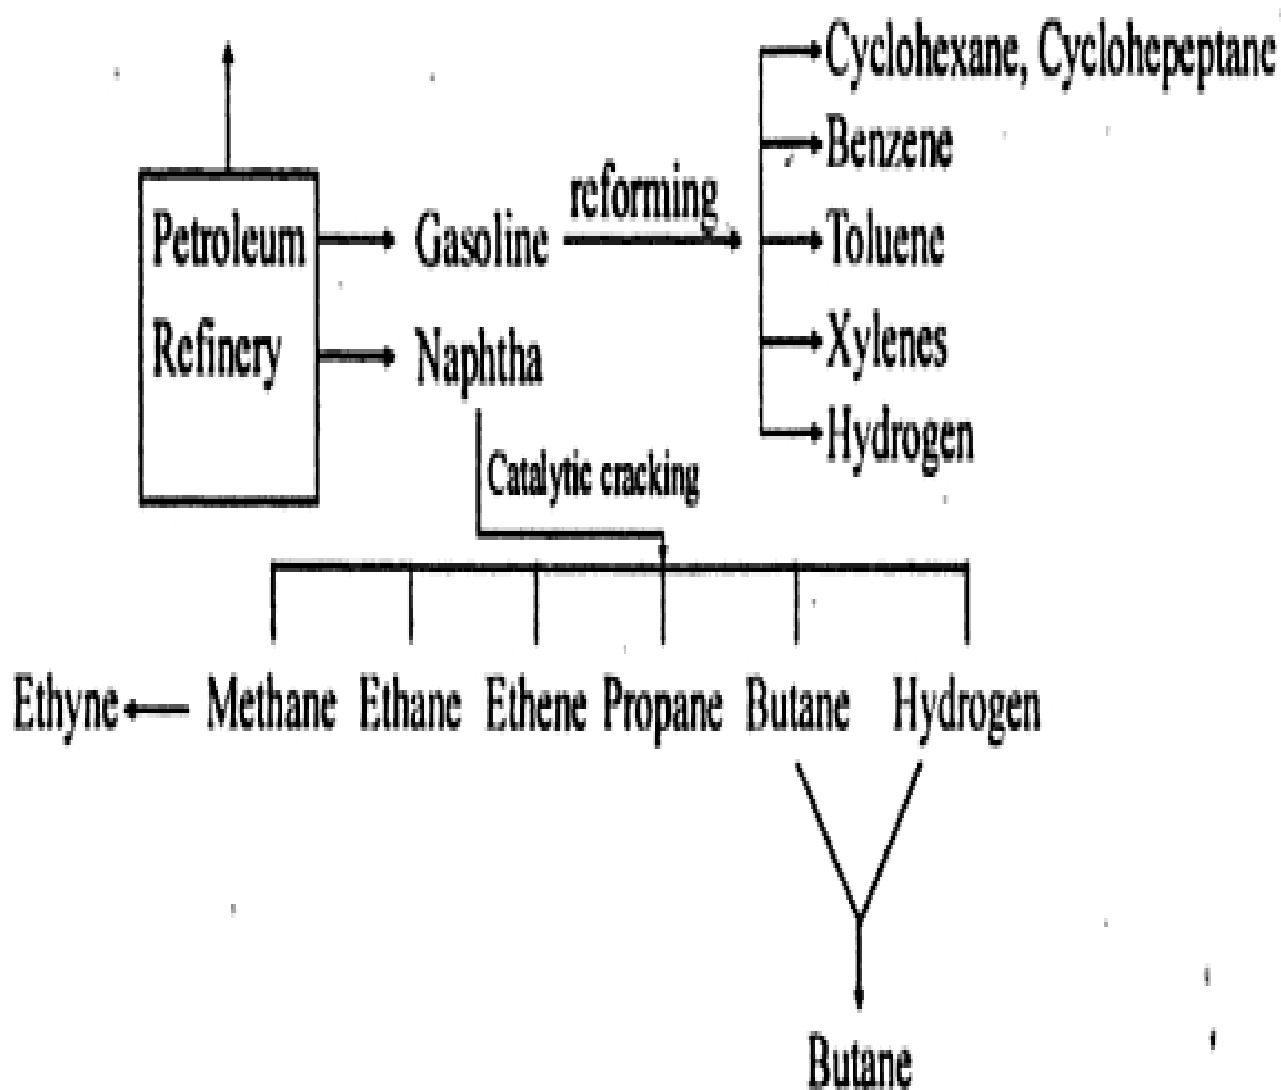 Cyclohexane, Cyclohepeptane
Benzene
reforming
Petroleum
Gasoline
Toluene
Refinery
Naphtha
Xylenes
Hydrogen
Catalytic cracking
Ethyne
Methane
Ethane
Ethene
Propane
Butane
Hydrogen
Butane